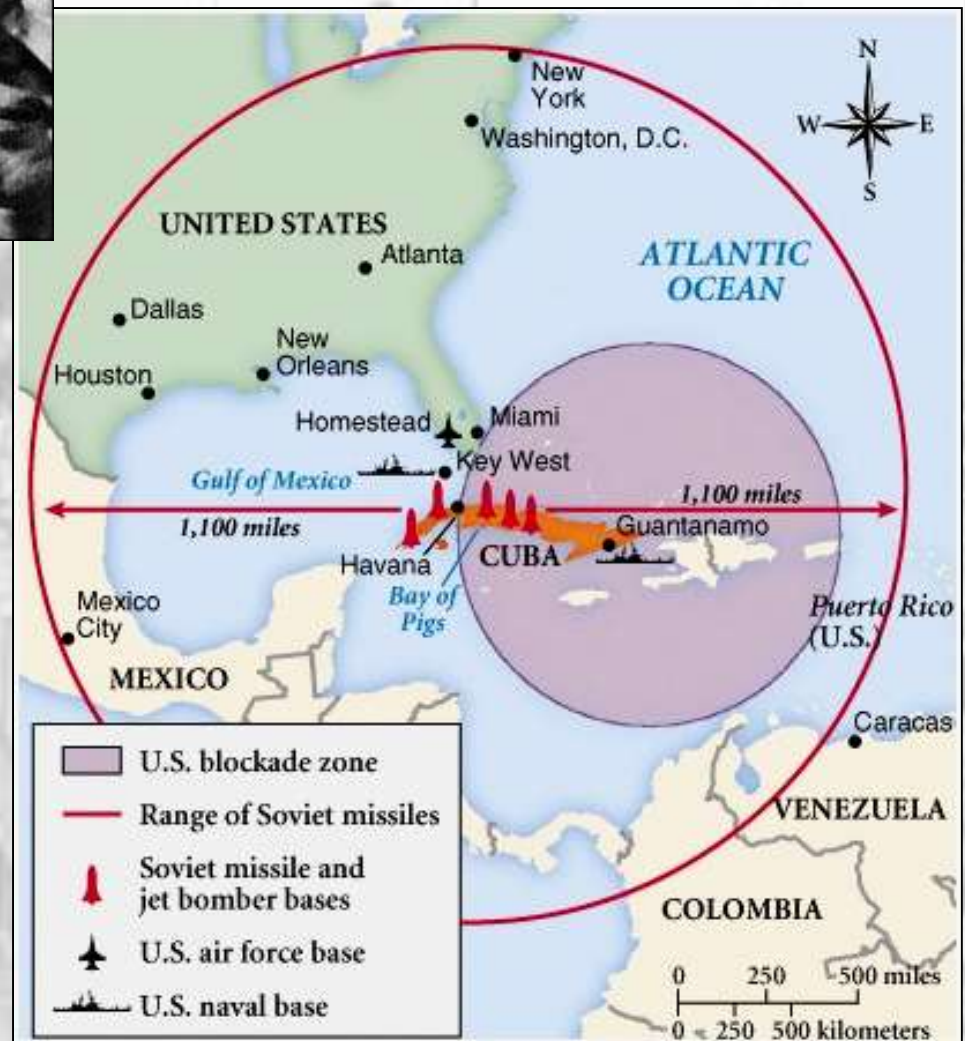 N
W E
S
New
York
Washington, D.C.
UNITED STATES
Atlanta
ATLANTIC
OCEAN
Dallas
New
Orleans
Houston
Homestead
Miami
Key West
Gulf of Mexico
1,100 miles
1,100 miles
Guantanamo
Havana
CUBA
Bay of
Pigs
Mexico
City
Puerto Rico
(U.S.)
MEXICO
Caracas
VENEZUELA
COLOMBIA
U.S. blockade zone
Range of Soviet missiles
Soviet missile and
jet bomber bases
U.S. air force base
U.S. naval base
0 250 500 miles
0 250 500 kilometers